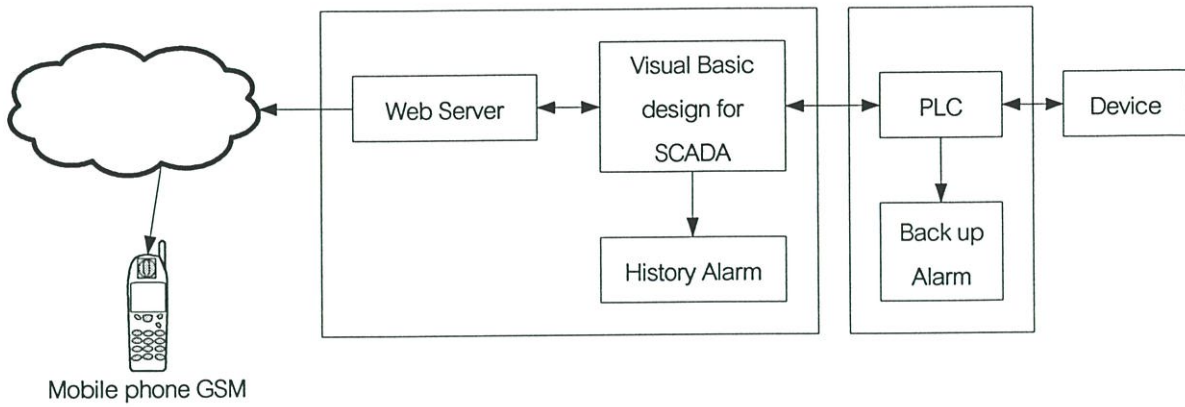 Web Server
Visual Basic
design for
SCADA
History Alarm
PLC
Back up
Alarm
Device
Mobile phone GSM